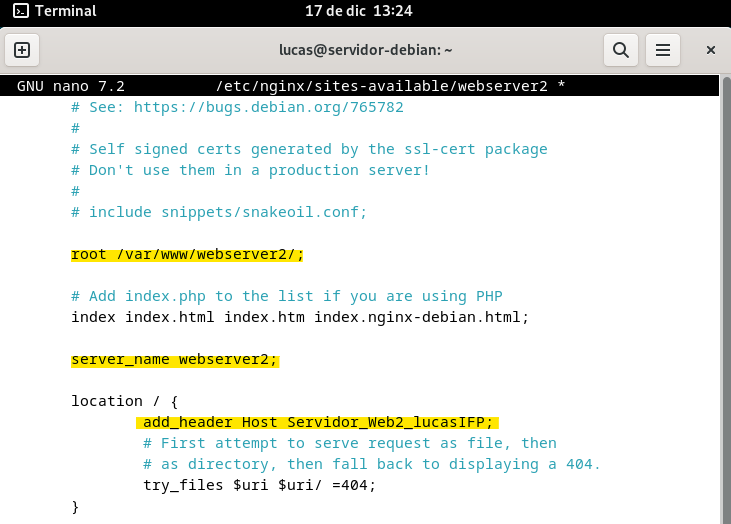 Terminal
17 de dic 13:24
lucas@servidor-debian: ~
GNU nano 7.2 /etc/nginx/sites-available/webserver2 *
# See: https://bugs.debian.org/765782
#
# Self signed certs generated by the ssl-cert package
# Don't use them in a production server!
#
# include snippets/snakeoil.conf;
root /var/www/webserver2/;
# Add index.php to the list if you are using PHP
index index.html index.htm index.nginx-debian.html;
server_name webserver2;
location / {
add_header Host Servidor_Web2_lucasIFP;
# First attempt to serve request as file, then
# as directory, then fall back to displaying a 404.
try_files $uri $uri/ =404;
}